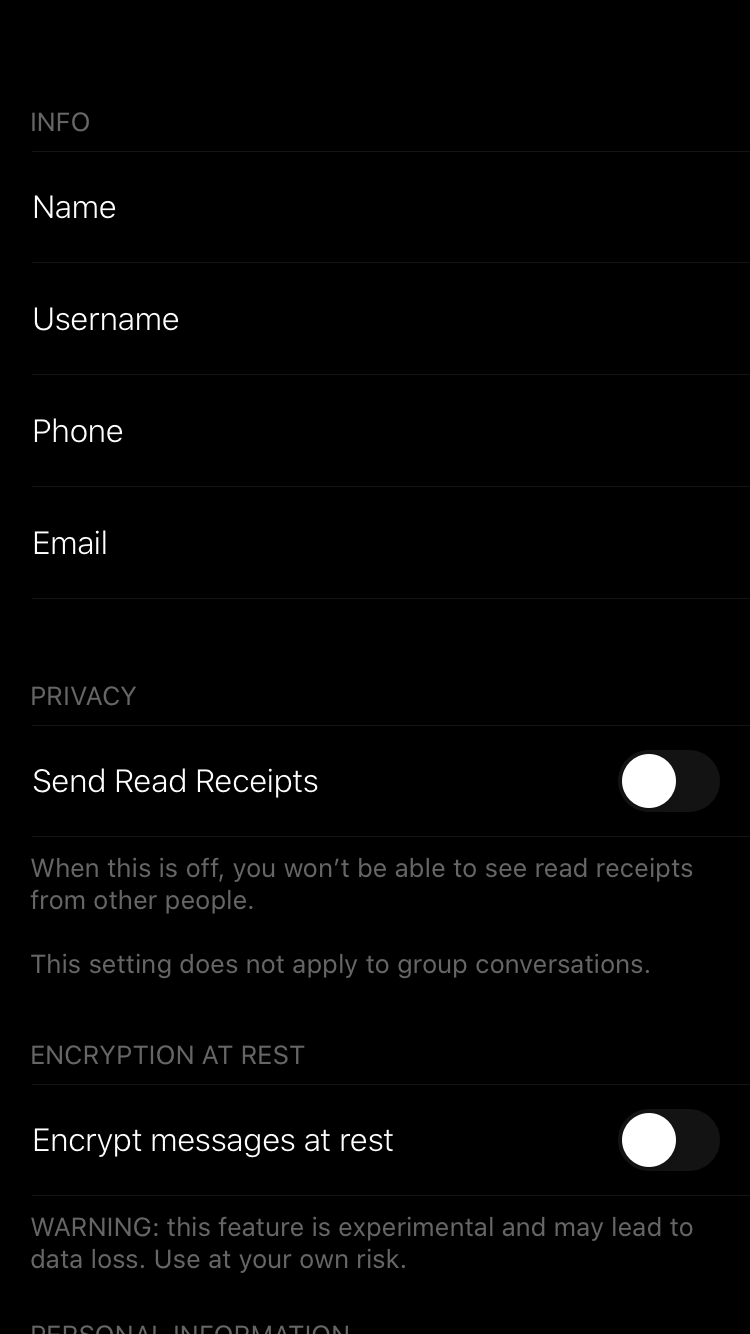 INFO
Name
Username
Phone
Email
PRIVACY
Send Read Receipts
When this is off, you won’t be able to see read receipts
from other people.
This setting does not apply to group conversations.
ENCRYPTION AT REST
Encrypt messages at rest
WARNING: this feature is experimental and may lead to
data loss. Use at your own risk.
PERSONAL INFORMATION